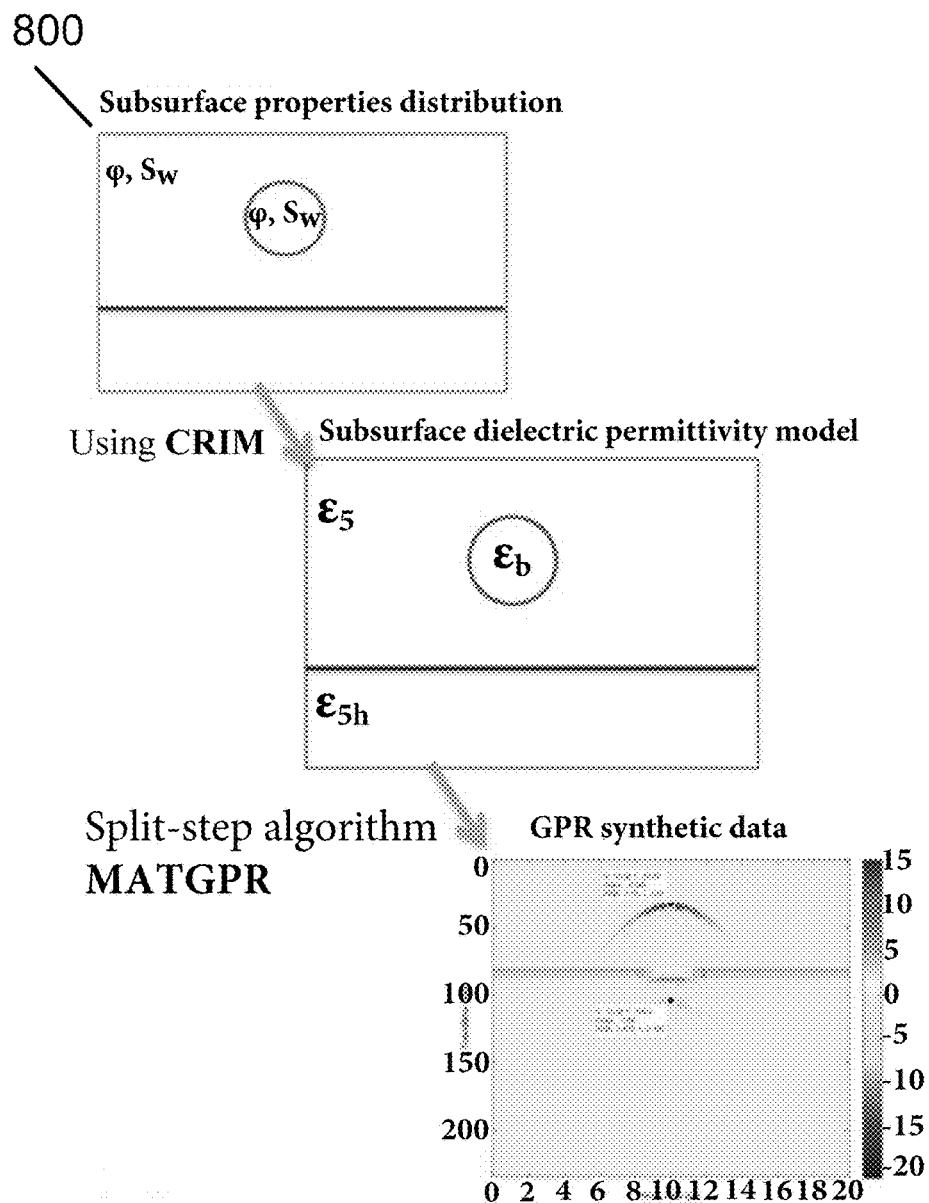 800
Subsurface properties distribution
φ, Sw
φ, Sw
Using CRIM
Subsurface dielectric permittivity model
ε5
εb
ε5h
Split-step algorithm
MATGPR
GPR synthetic data
0
50
100
150
200
15
10
5
0
-5
-10
-15
-20
0 2 4 6 8 10 12 14 16 18 20